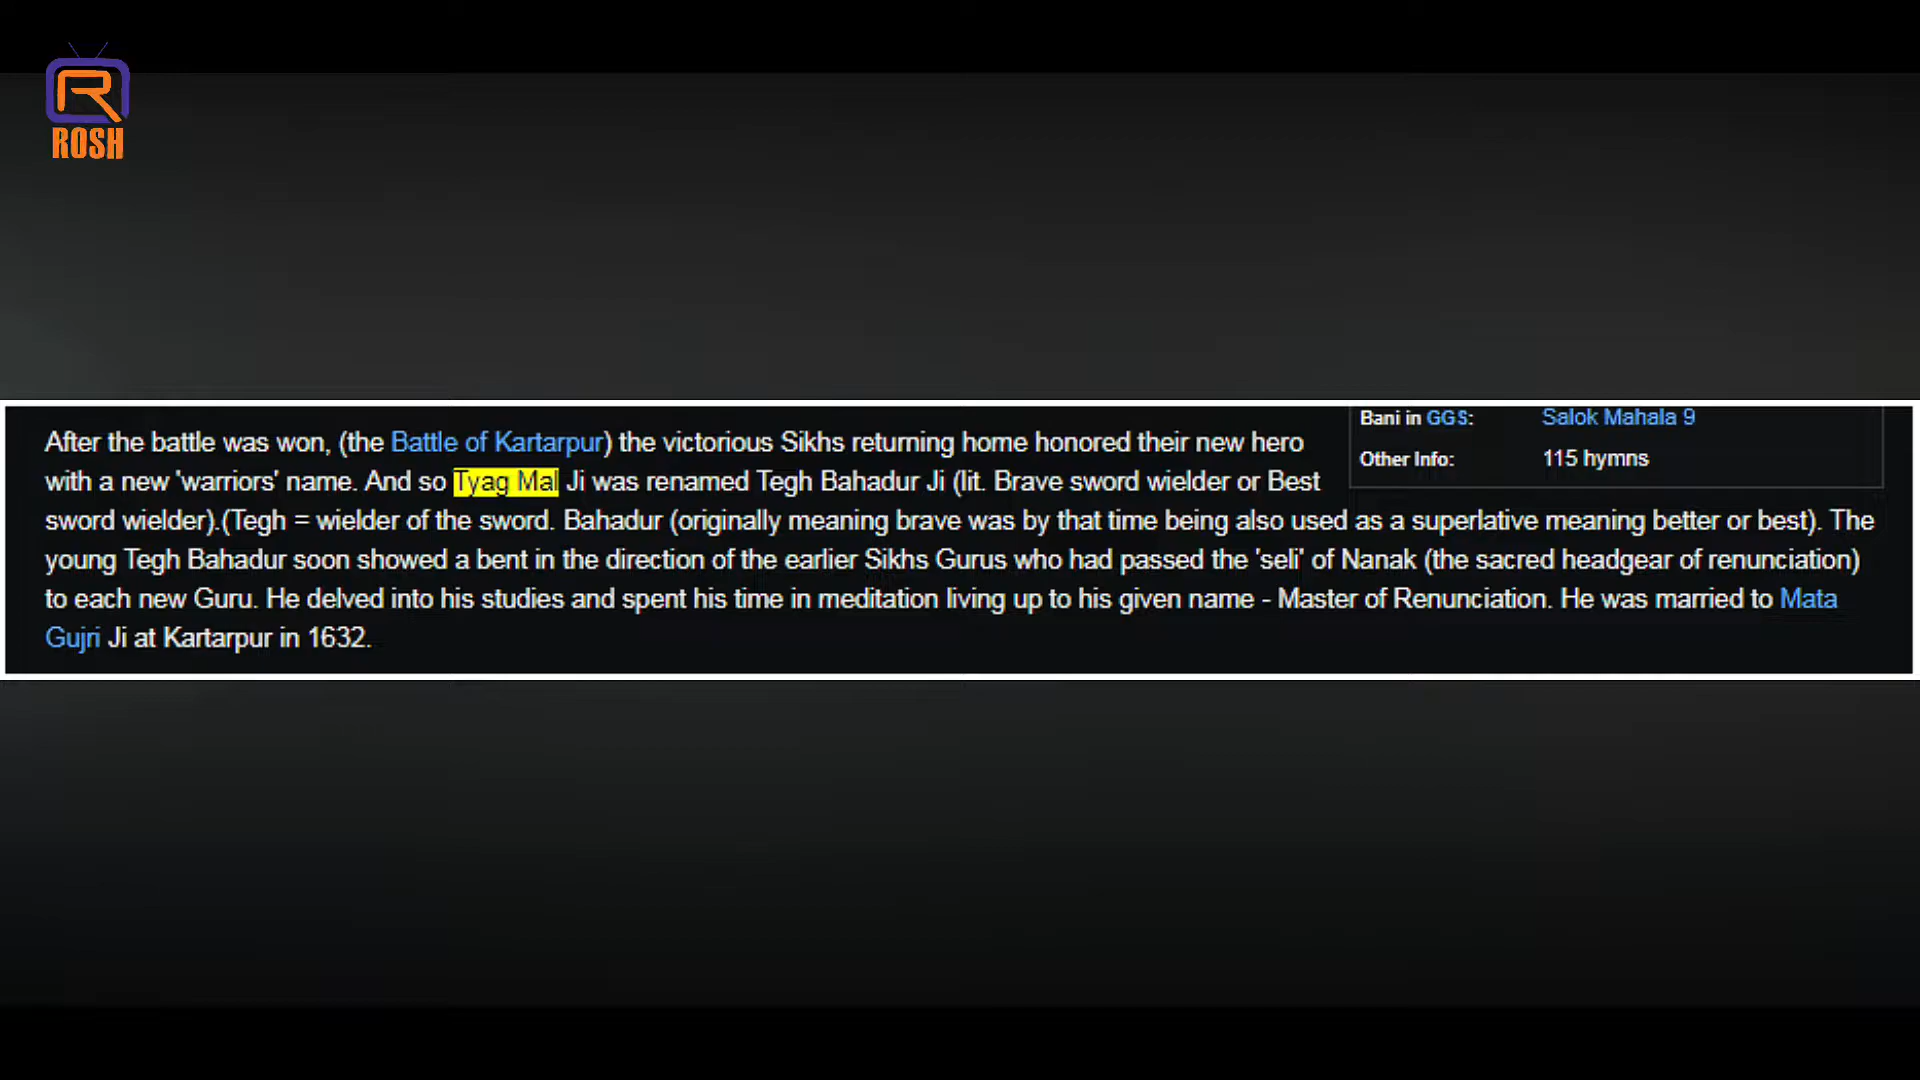 ROSH
After the battle was won, (the Battle of Kartarpur) the victorious Sikhs returning home honored their new hero
with a new 'warriors' name. And so Tyag Mal Ji was renamed Tegh Bahadur Ji (lit. Brave sword wielder or Best
sword wielder).(Tegh = wielder of the sword. Bahadur (originally meaning brave was by that time being also used as a superlative meaning better or best). The
young Tegh Bahadur soon showed a bent in the direction of the earlier Sikhs Gurus who had passed the 'seli' of Nanak (the sacred headgear of renunciation)
to each new Guru. He delved into his studies and spent his time in meditation living up to his given name - Master of Renunciation. He was married to Mata
Gujri Ji at Kartarpur in 1632.
Bani in GGS: Salok Mahala 9
Other Info: 115 hymns